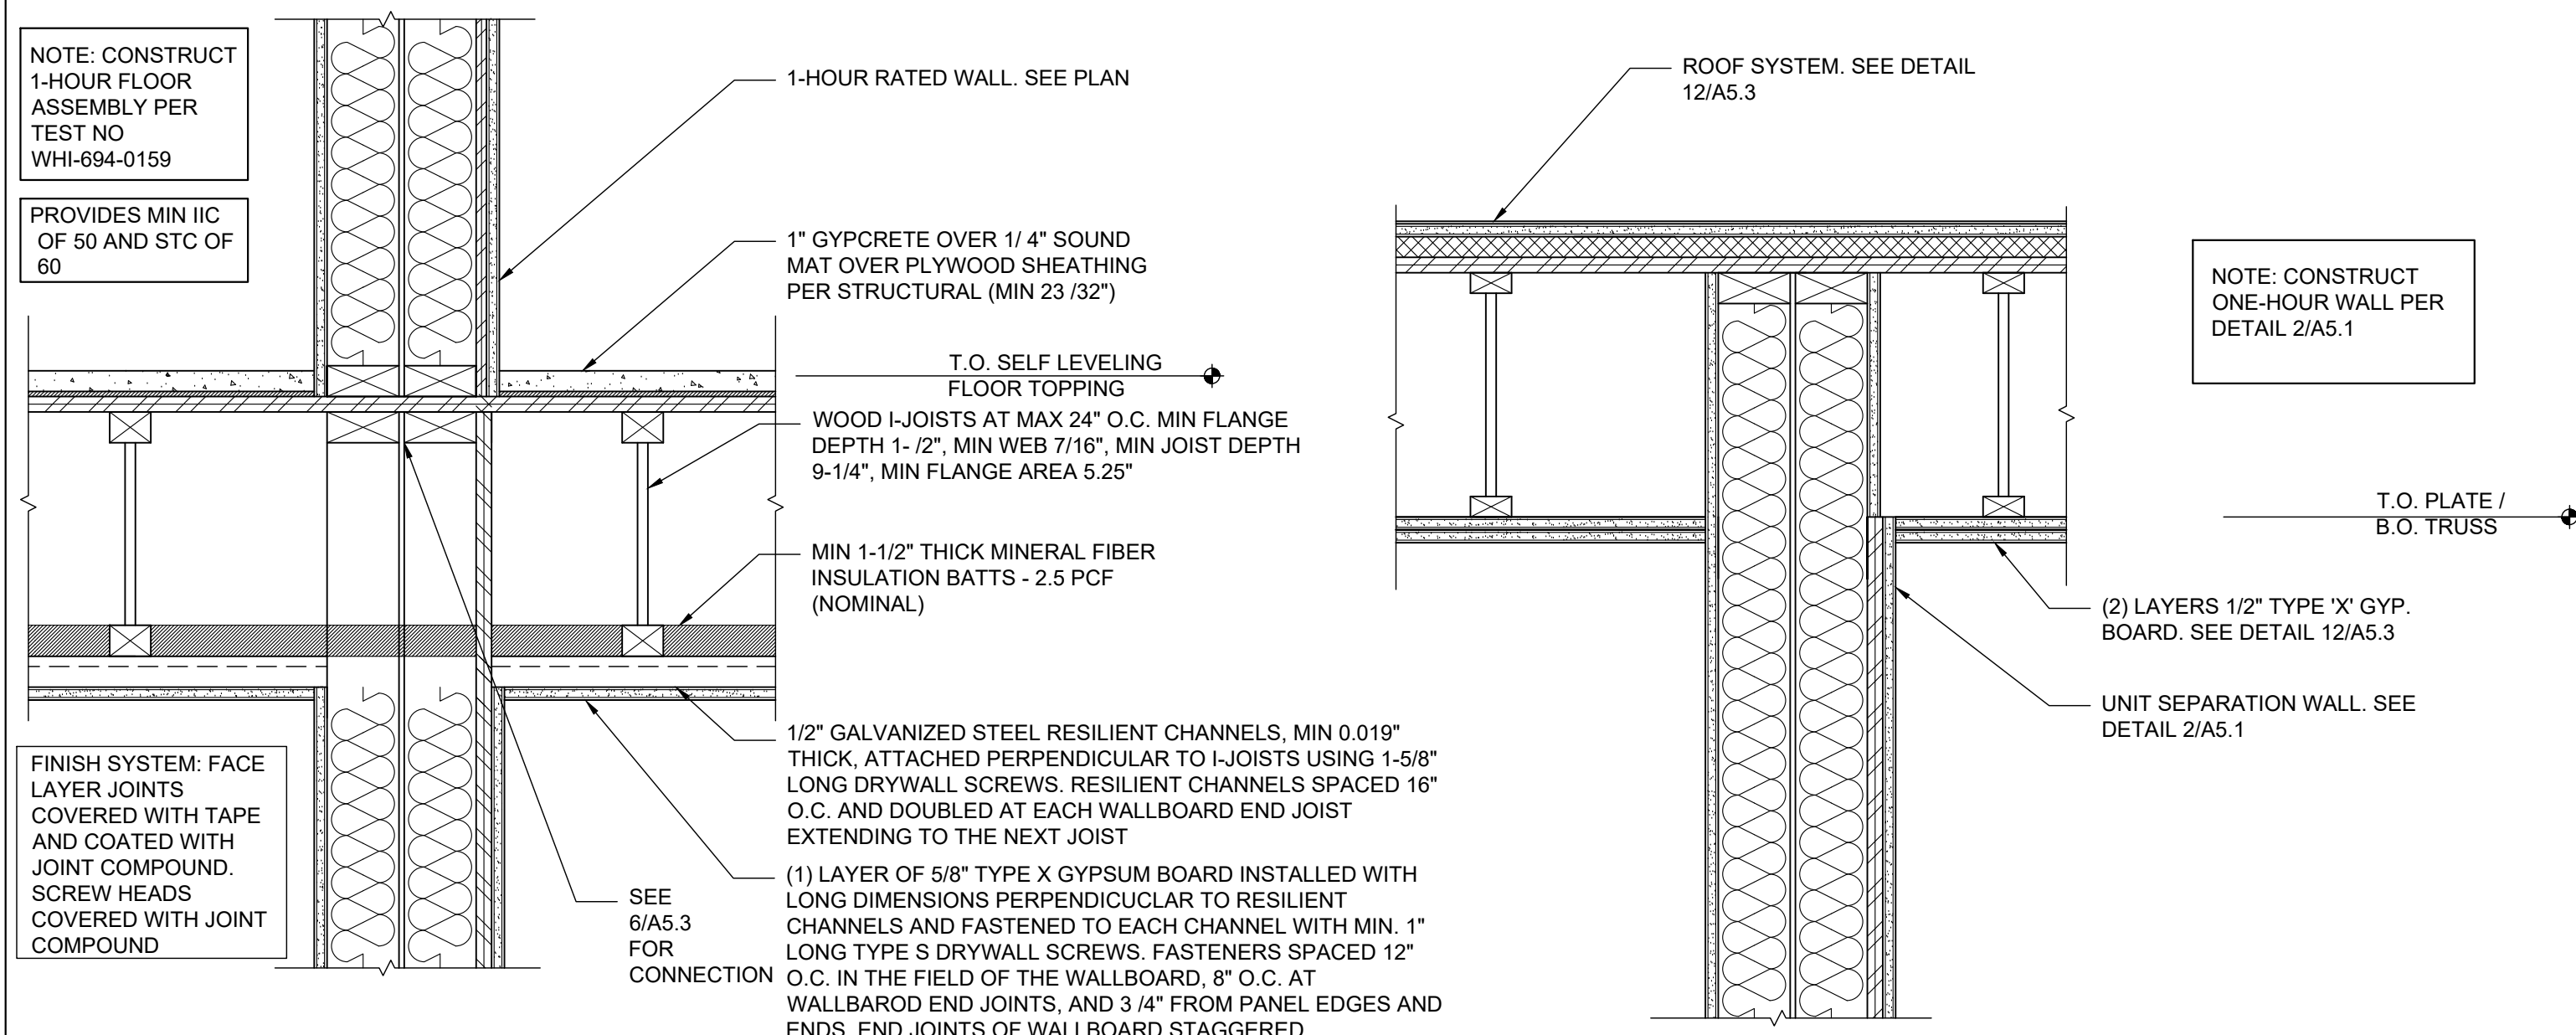 NOTE: CONSTRUCT
1-HOUR FLOOR
ASSEMBLY PER
TEST NO
WHI-694-0159
PROVIDES MIN IIC
OF 50 AND STC OF
60
1-HOUR RATED WALL. SEE PLAN
1" GYPCRETE OVER 1/ 4" SOUND
MAT OVER PLYWOOD SHEATHING
PER STRUCTURAL (MIN 23 /32")
T.O. SELF LEVELING
FLOOR TOPPING
WOOD I-JOISTS AT MAX 24" O.C. MIN FLANGE
DEPTH 1- /2", MIN WEB 7/16", MIN JOIST DEPTH
9-1/4", MIN FLANGE AREA 5.25"
MIN 1-1/2" THICK MINERAL FIBER
INSULATION BATTS - 2.5 PCF
(NOMINAL)
1/2" GALVANIZED STEEL RESILIENT CHANNELS, MIN 0.019"
THICK, ATTACHED PERPENDICULAR TO I-JOISTS USING 1-5/8"
LONG DRYWALL SCREWS. RESILIENT CHANNELS SPACED 16"
O.C. AND DOUBLED AT EACH WALLBOARD END JOIST
EXTENDING TO THE NEXT JOIST
(1) LAYER OF 5/8" TYPE X GYPSUM BOARD INSTALLED WITH
LONG DIMENSIONS PERPENDICUCLAR TO RESILIENT
CHANNELS AND FASTENED TO EACH CHANNEL WITH MIN. 1"
LONG TYPE S DRYWALL SCREWS. FASTENERS SPACED 12"
O.C. IN THE FIELD OF THE WALLBOARD, 8" O.C. AT
WALLBAROD END JOINTS, AND 3 /4" FROM PANEL EDGES AND
ENDS. END JOINTS OF WALLBOARD STAGGERED
SEE
6/A5.3
FOR
CONNECTION
FINISH SYSTEM: FACE
LAYER JOINTS
COVERED WITH TAPE
AND COATED WITH
JOINT COMPOUND.
SCREW HEADS
COVERED WITH JOINT
COMPOUND
ROOF SYSTEM. SEE DETAIL
12/A5.3
NOTE: CONSTRUCT
ONE-HOUR WALL PER
DETAIL 2/A5.1
T.O. PLATE /
B.O. TRUSS
(2) LAYERS 1/2" TYPE 'X' GYP.
BOARD. SEE DETAIL 12/A5.3
UNIT SEPARATION WALL. SEE
DETAIL 2/A5.1